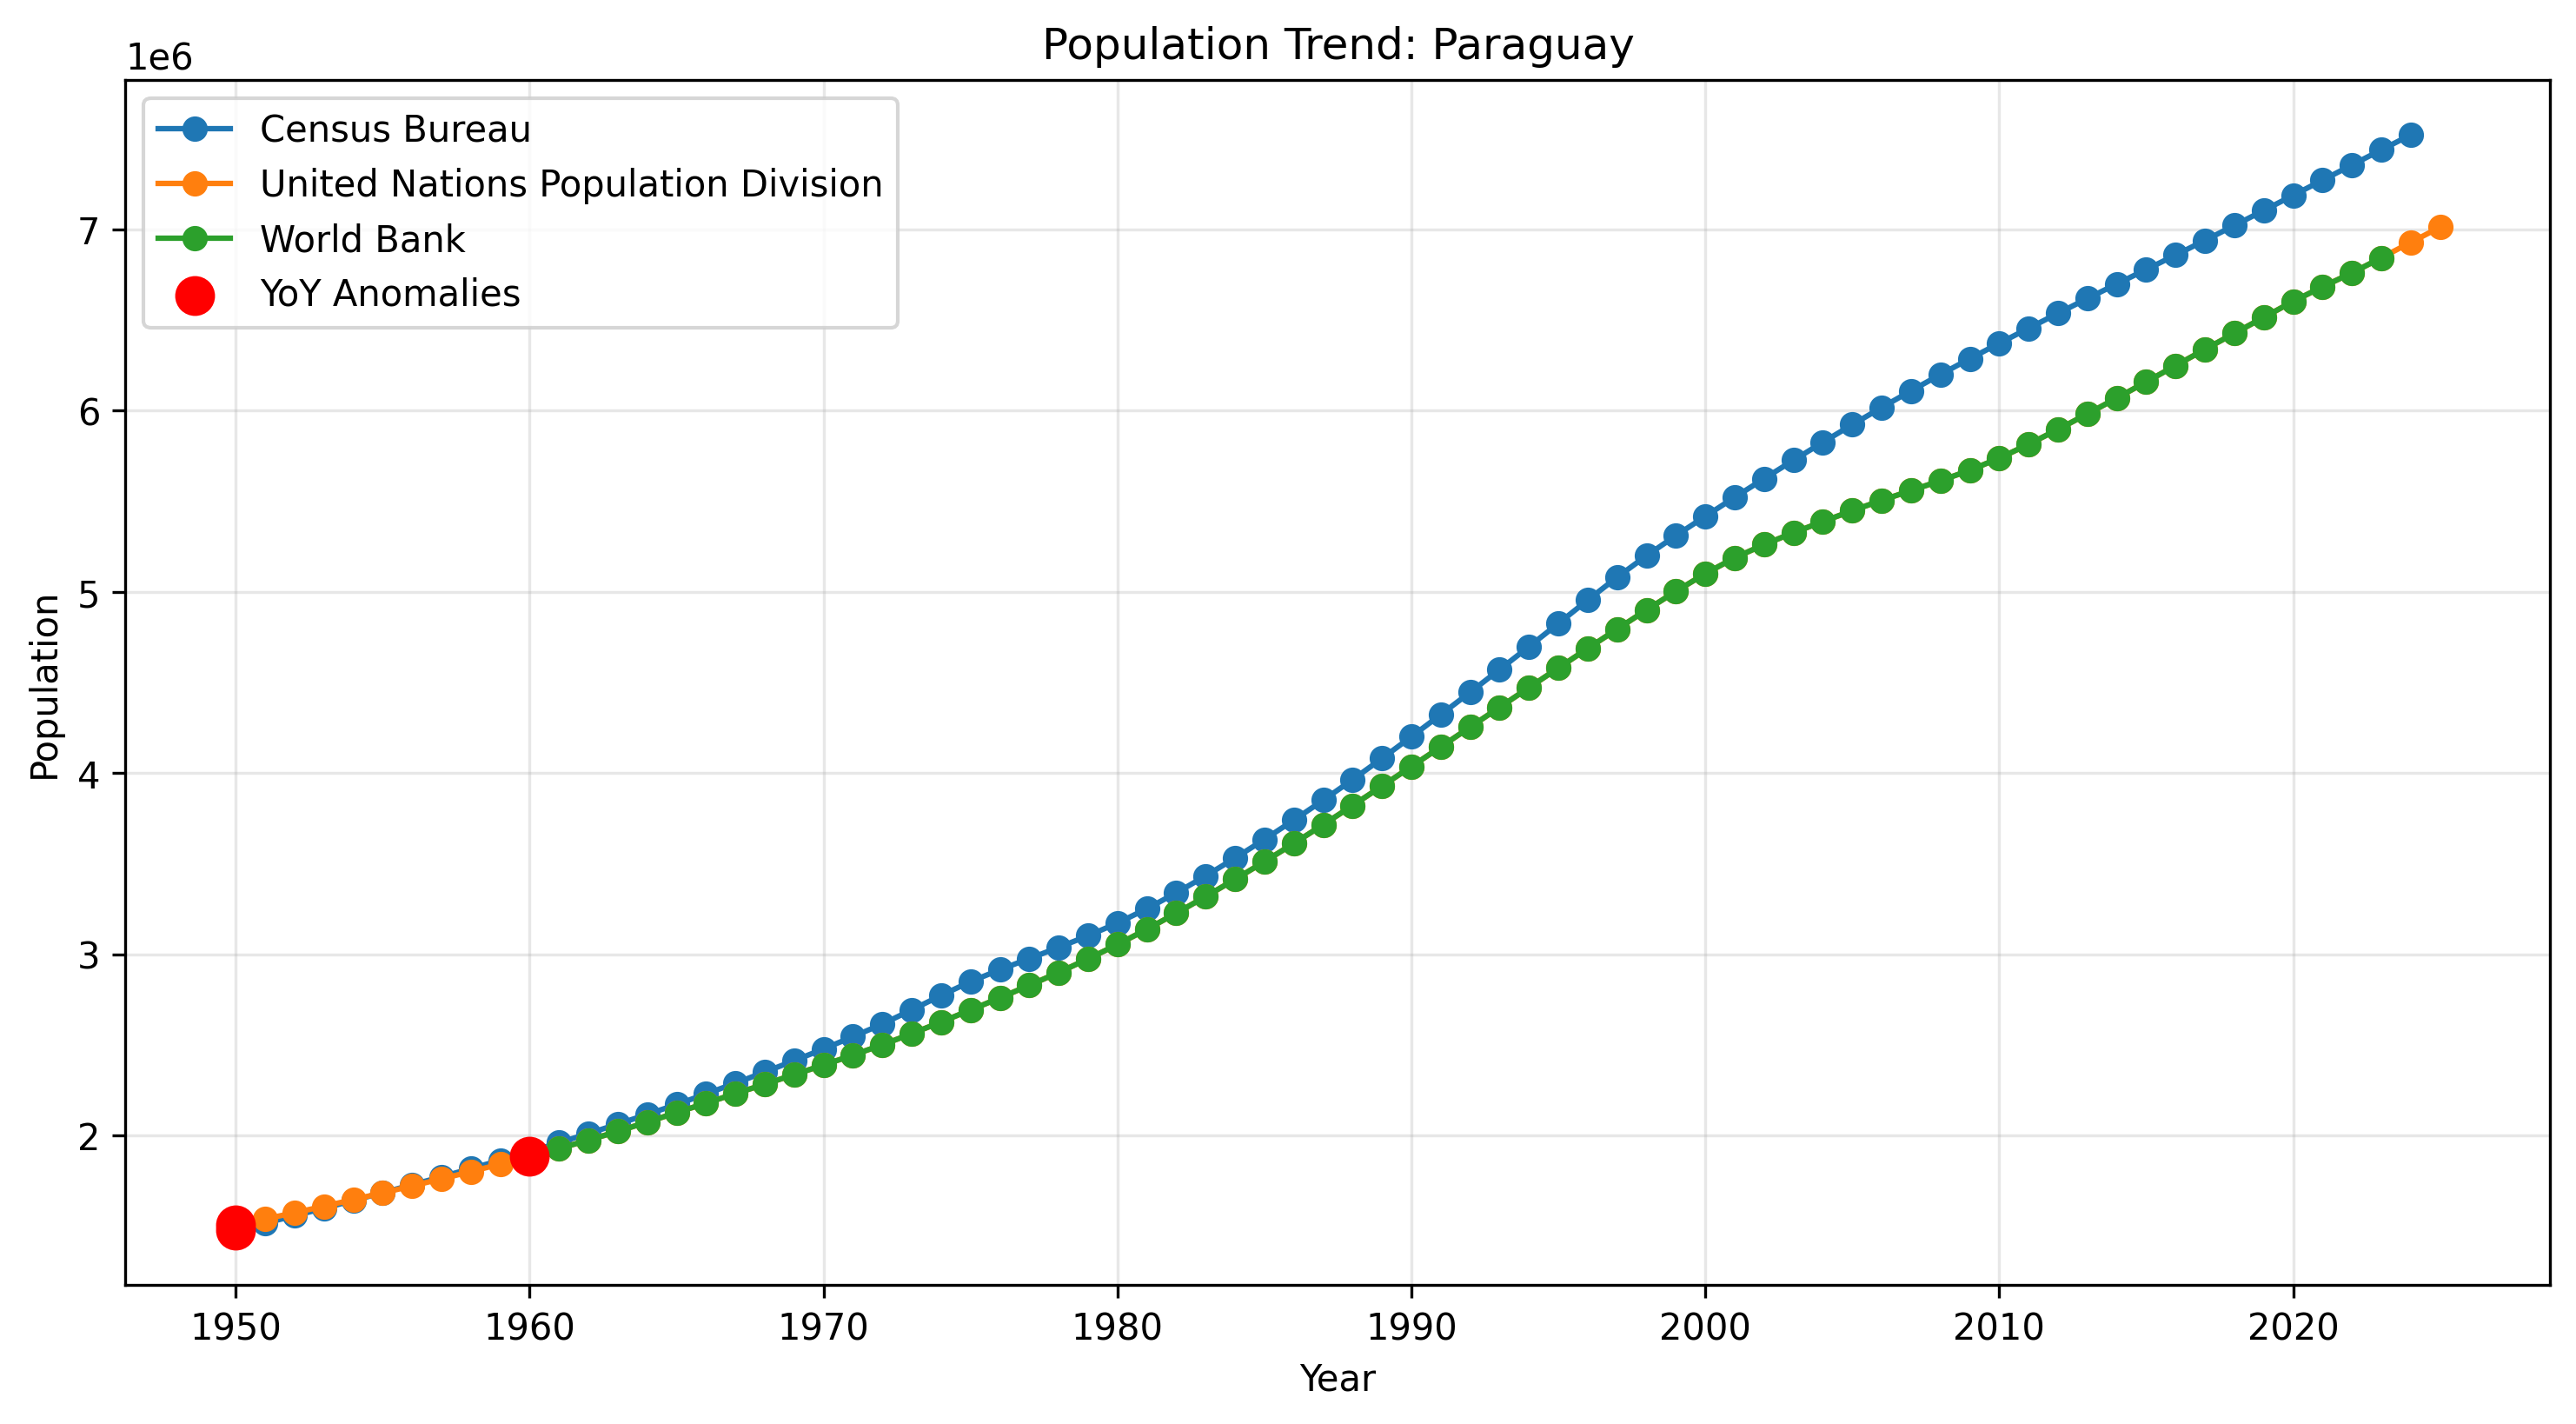 Population Trend: Paraguay
1e6
Census Bureau
United Nations Population Division
World Bank
YoY Anomalies
7
6
5
4
3
2
Population
1950 1960 1970 1980 1990 2000 2010 2020
Year